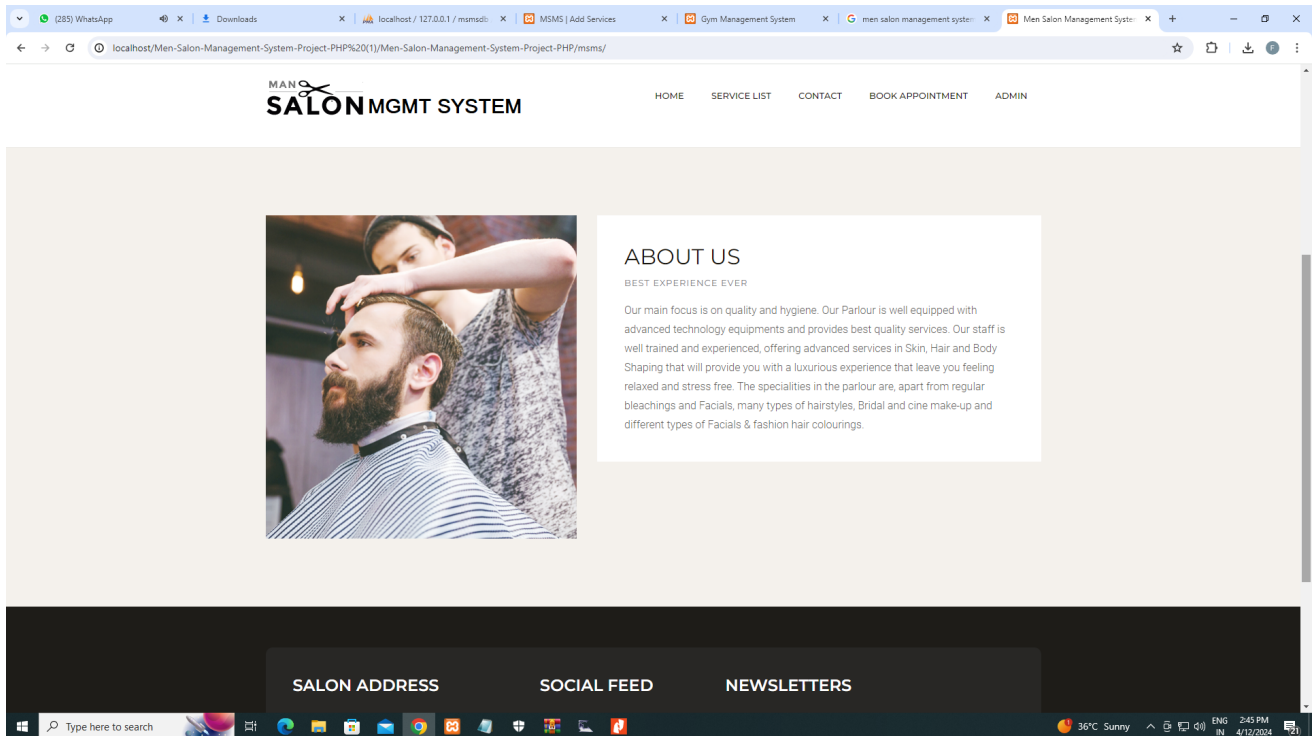 (285) WhatsApp
Downloads
localhost / 127.0.0.1 / msmsdb
MSMS | Add Services
Gym Management System
men salon management system
Men Salon Management Syste
localhost/Men-Salon-Management-System-Project-PHP%20(1)/Men-Salon-Management-System-Project-PHP/msms/
F
MAN
SALON MGMT SYSTEM
HOME SERVICE LIST CONTACT BOOK APPOINTMENT ADMIN
ABOUT US
BEST EXPERIENCE EVER
Our main focus is on quality and hygiene. Our Parlour is well equipped with
advanced technology equipments and provides best quality services. Our staff is
well trained and experienced, offering advanced services in Skin, Hair and Body
Shaping that will provide you with a luxurious experience that leave you feeling
relaxed and stress free. The specialities in the parlour are, apart from regular
bleachings and Facials, many types of hairstyles, Bridal and cine make-up and
different types of Facials & fashion hair colourings.
SALON ADDRESS
SOCIAL FEED
NEWSLETTERS
Type here to search
36°C Sunny
ENG
IN
2:45 PM
4/12/2024
21